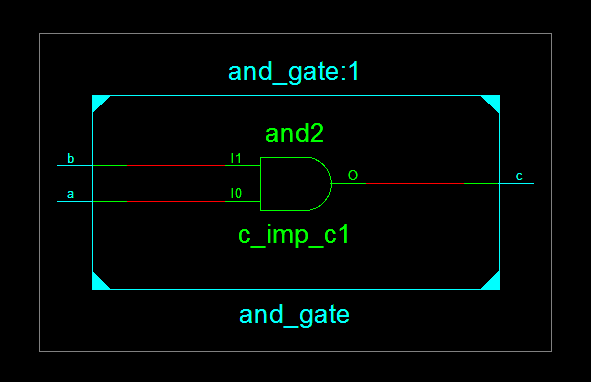 and_gate:1
and2
b
I1
O
c
a
I0
c_imp_c1
and_gate